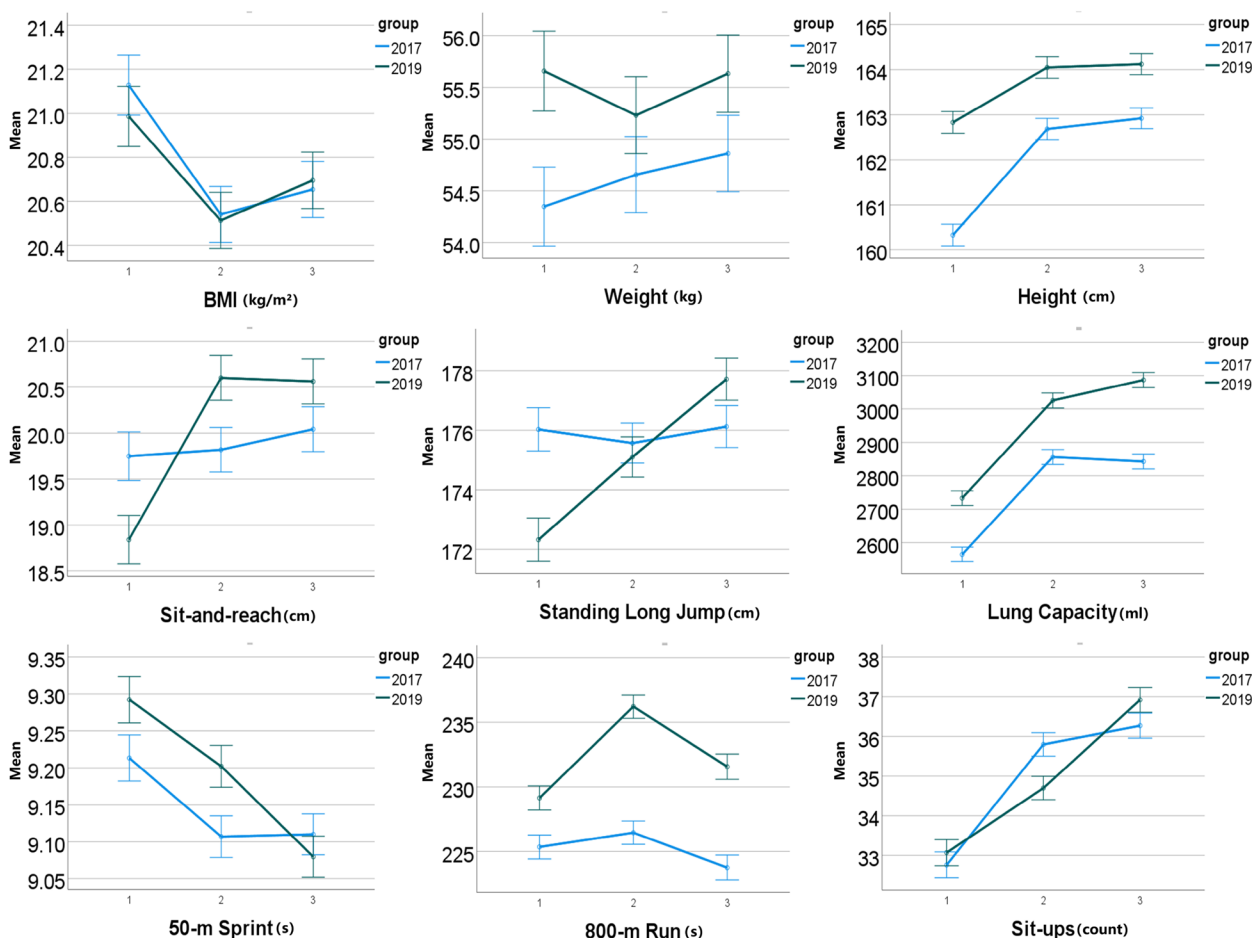 group
2017
2019
21.4
21.2
21.0
20.8
20.6
20.4
Mean
1 2 3
BMI (kg/m²)
group
2017
2019
56.0
55.5
55.0
54.5
54.0
Mean
1 2 3
Weight (kg)
group
2017
2019
165
164
163
162
161
160
Mean
1 2 3
Height (cm)
group
2017
2019
21.0
20.5
20.0
19.5
19.0
18.5
Mean
1 2 3
Sit-and-reach(cm)
group
2017
2019
178
176
174
172
Mean
1 2 3
Standing Long Jump(cm)
group
2017
2019
3200
3100
3000
2900
2800
2700
2600
Mean
1 2 3
Lung Capacity(ml)
group
2017
2019
9.35
9.30
9.25
9.20
9.15
9.10
9.05
Mean
1 2 3
50-m Sprint(s)
group
2017
2019
240
235
230
225
Mean
1 2 3
800-m Run(s)
group
2017
2019
38
37
36
35
34
33
Mean
1 2 3
Sit-ups(count)